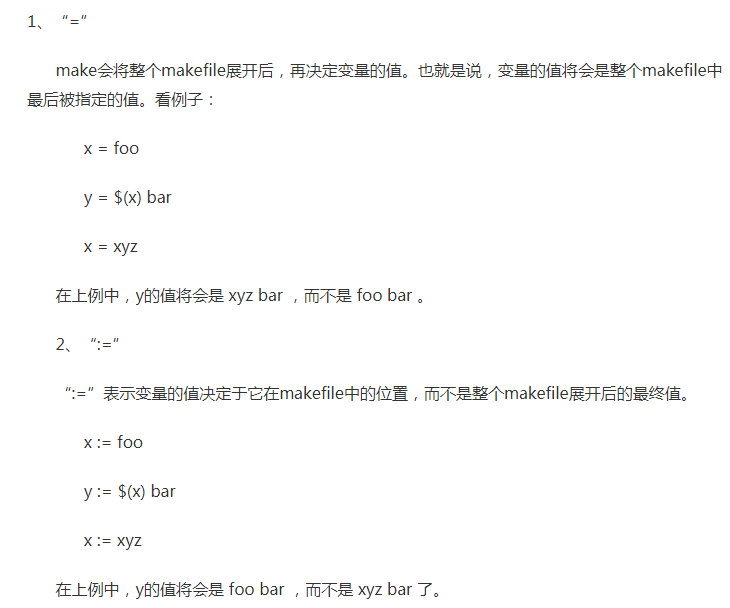 1、“=”
make会将整个makefile展开后，再决定变量的值。也就是说，变量的值将会是整个makefile中
最后被指定的值。看例子：
x = foo
y = $(x) bar
x = xyz
在上例中，y的值将会是 xyz bar ，而不是 foo bar 。
2、“:=”
“:=”表示变量的值决定于它在makefile中的位置，而不是整个makefile展开后的最终值。
x := foo
y := $(x) bar
x := xyz
在上例中，y的值将会是 foo bar ，而不是 xyz bar 了。